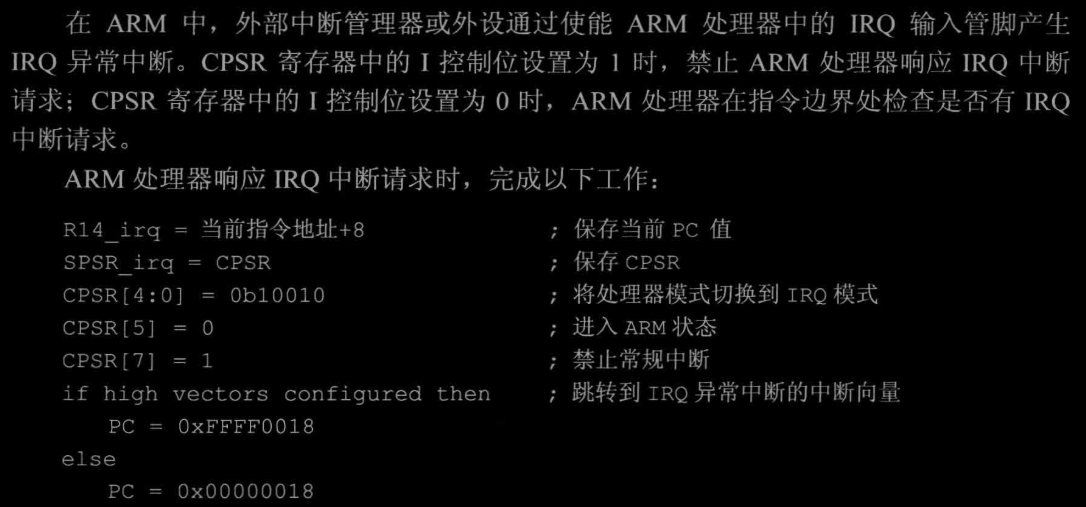 在 ARM 中，外部中断管理器或外设通过使能 ARM 处理器中的 IRQ 输入管脚产生
IRQ 异常中断。CPSR 寄存器中的 I 控制位设置为 1 时，禁止 ARM 处理器响应 IRQ 中断
请求；CPSR 寄存器中的 I 控制位设置为 0 时，ARM 处理器在指令边界处检查是否有 IRQ
中断请求。
ARM 处理器响应 IRQ 中断请求时，完成以下工作：
R14_irq = 当前指令地址+8 ; 保存当前 PC 值
SPSR_irq = CPSR ; 保存 CPSR
CPSR[4:0] = 0b10010 ; 将处理器模式切换到 IRQ 模式
CPSR[5] = 0 ; 进入 ARM 状态
CPSR[7] = 1 ; 禁止常规中断
if high vectors configured then ; 跳转到 IRQ 异常中断的中断向量
PC = 0xFFFF0018
else
PC = 0x00000018